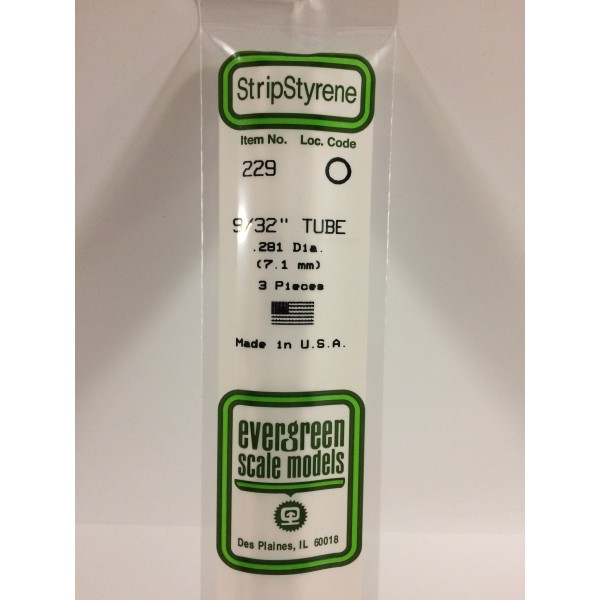 StripStyrene
Item No. Loc. Code
229
9/32" TUBE
.281 Dia.
(7.1 mm)
3 Pieces
Made in U.S.A.
evergreen
scale models
Des Plaines, IL 60018